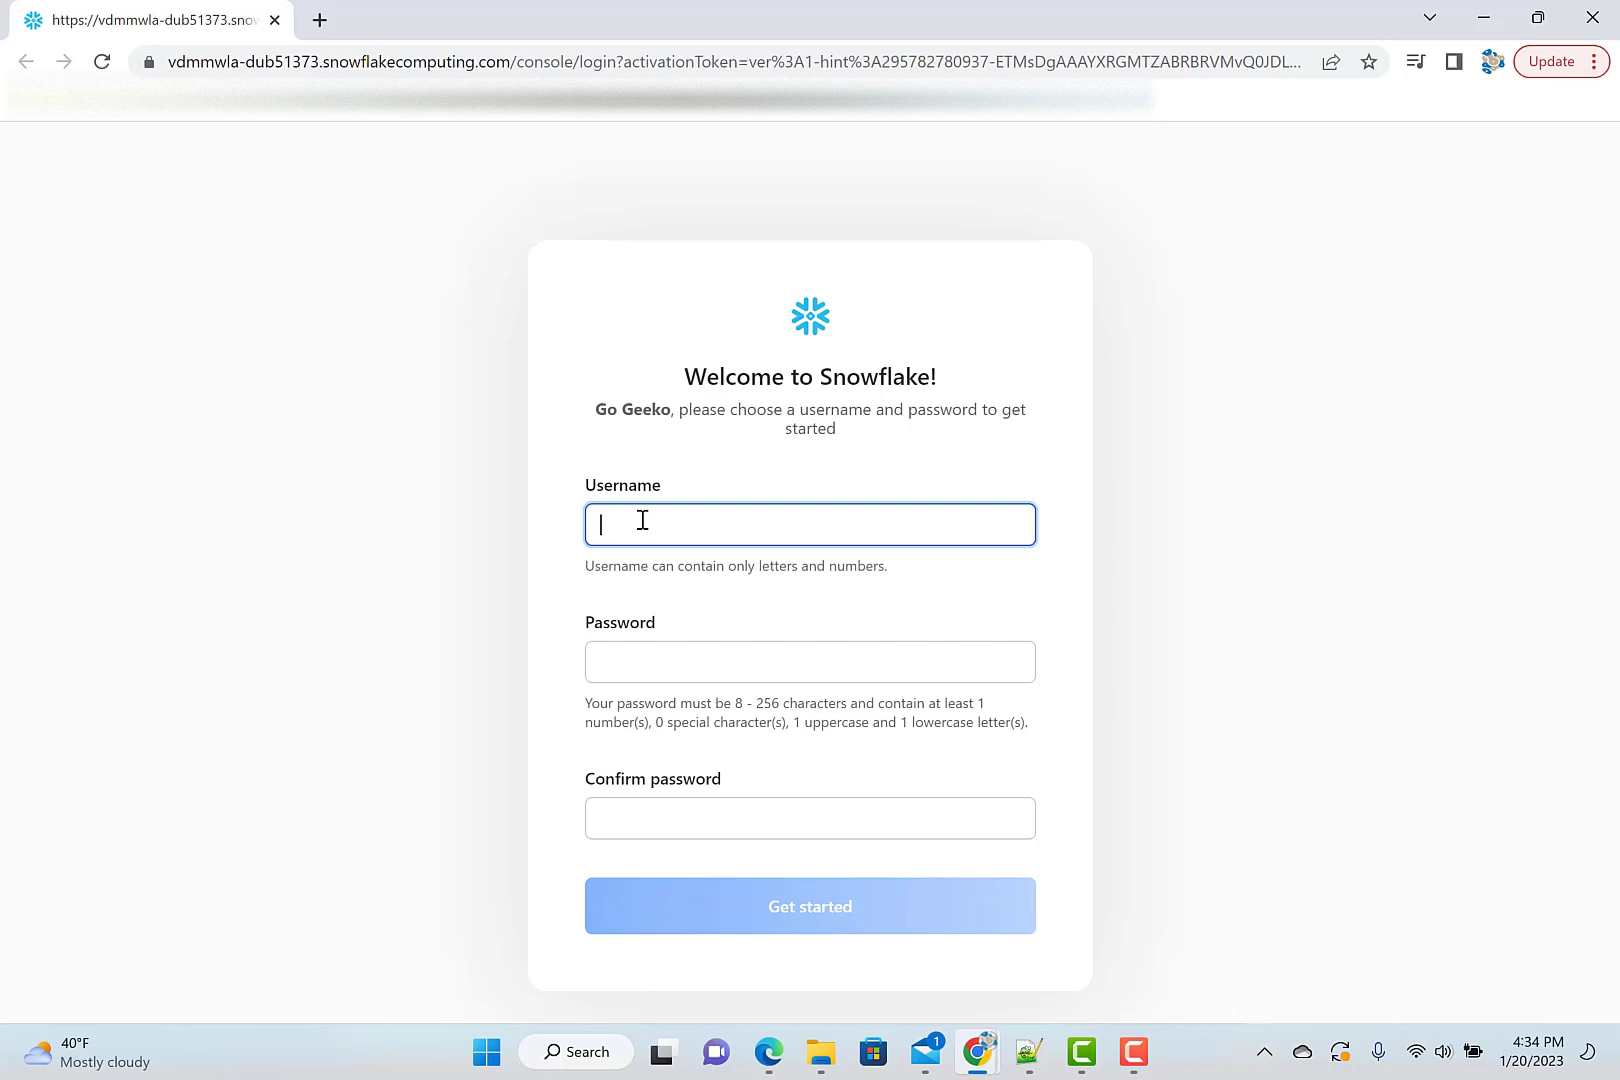 https://vdmmwla-dub51373.snov
vdmmwla-dub51373.snowflakecomputing.com/console/login?activationToken=ver%3A1-hint%3A295782780937-ETMsDgAAAYXRGMTZABRBRVMvQ0JDL...
Update
Welcome to Snowflake!
Go Geeko, please choose a username and password to get
started
Username
Username can contain only letters and numbers.
Password
Your password must be 8 - 256 characters and contain at least 1
number(s), 0 special character(s), 1 uppercase and 1 lowercase letter(s).
Confirm password
Get started
40°F
Mostly cloudy
Search
1
4:34 PM
1/20/2023